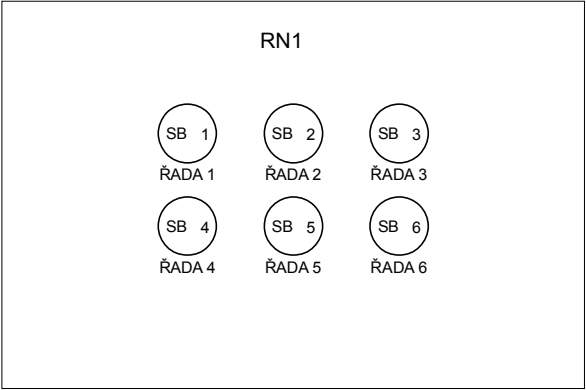 RN1
SB 1 SB 2 SB 3
ŘADA 1 ŘADA 2 ŘADA 3
SB 4 SB 5 SB 6
ŘADA 4 ŘADA 5 ŘADA 6